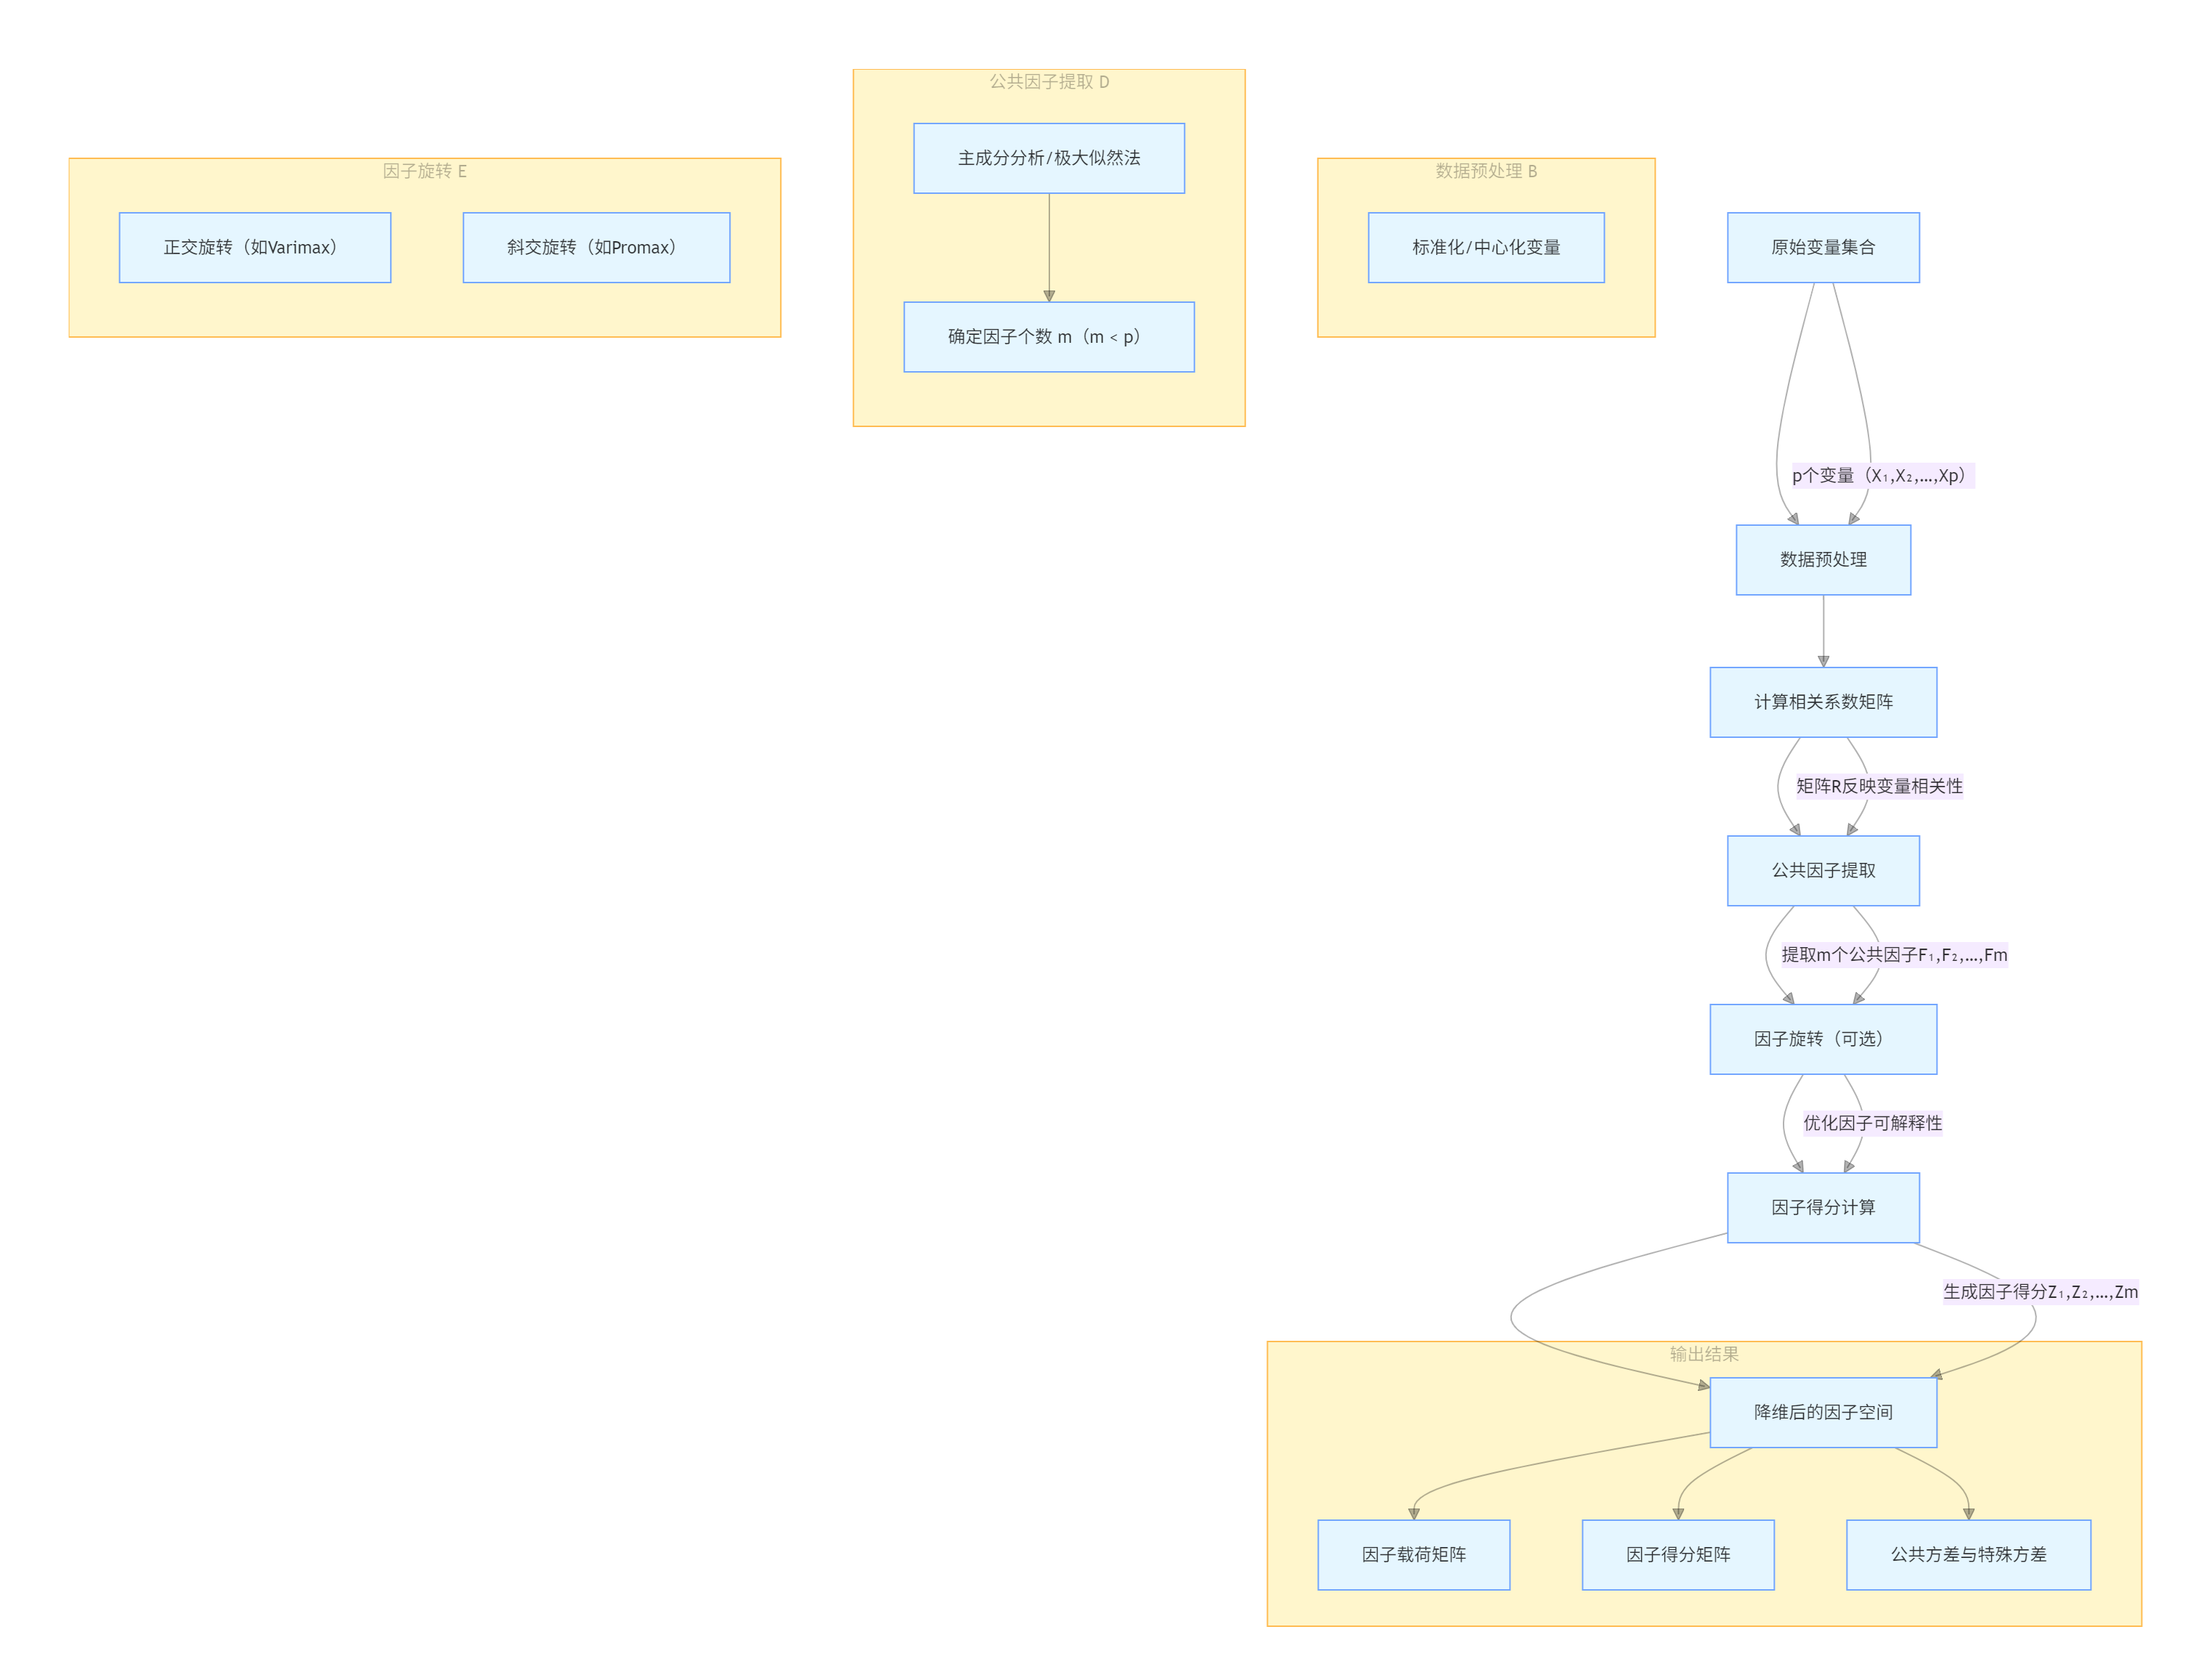 公共因子提取 D
主成分分析/极大似然法
确定因子个数 m（m < p）
因子旋转 E
正交旋转（如Varimax）
斜交旋转（如Promax）
数据预处理 B
标准化/中心化变量
原始变量集合
p个变量（X₁,X₂,...,Xp）
数据预处理
计算相关系数矩阵
矩阵R反映变量相关性
公共因子提取
提取m个公共因子F₁,F₂,...,Fm
因子旋转（可选）
优化因子可解释性
因子得分计算
生成因子得分Z₁,Z₂,...,Zm
输出结果
降维后的因子空间
因子载荷矩阵
因子得分矩阵
公共方差与特殊方差